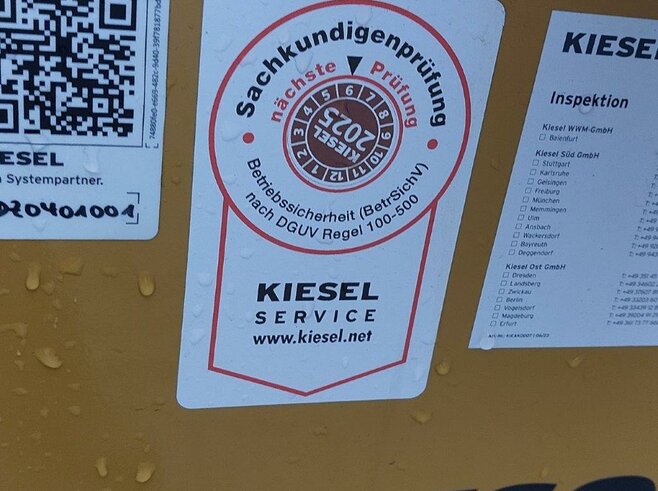 KIESEL
Systempartner.
Sachkundigenprüfung
nächste Prüfung
1 2 3 4 5 6 7 8 9 10 11 12
KIESEL
2025
Betriebssicherheit (BetrSichV)
nach DGUV Regel 100-500
KIESEL
SERVICE
www.kiesel.net
KIESEL
Inspektion
Kiesel WWM GmbH
Baienfurt
Kiesel Süd GmbH
Stuttgart
Karlsruhe
Geisingen
Freiburg
München
Memmingen
Ulm
Ansbach
Wackersdorf
Bayreuth
Deggendorf
Kiesel Ost GmbH
Dresden
Landsberg
Zwickau
Berlin
Vogelsdorf
Magdeburg
Erfurt